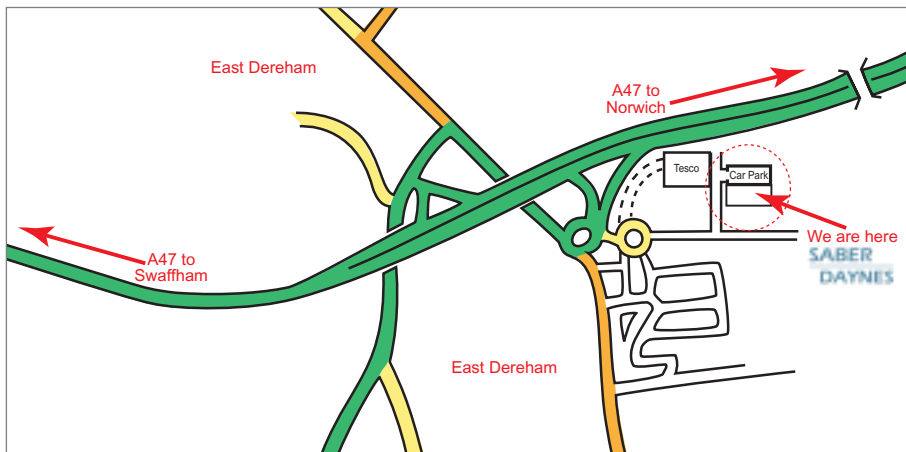 East Dereham
A47 to
Norwich
Tesco
Car Park
We are here
SABER
DAYNES
A47 to
Swaffham
East Dereham